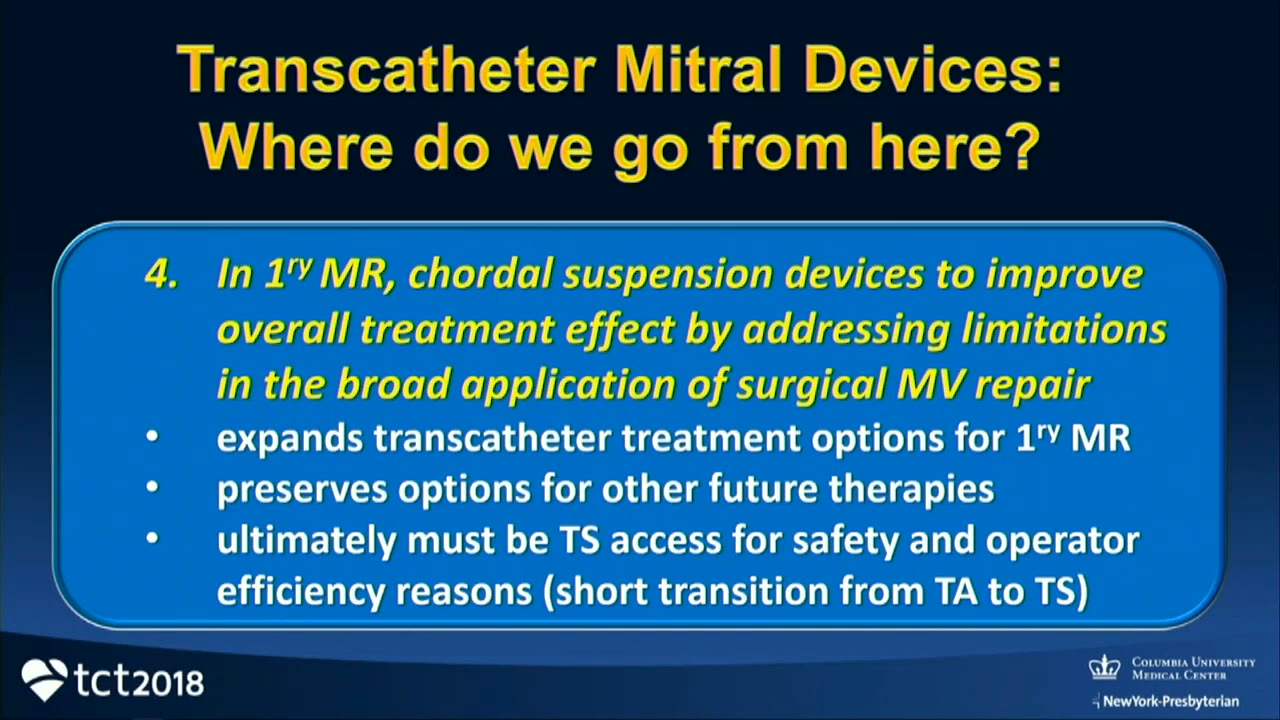 Transcatheter Mitral Devices:
Where do we go from here?
4. In 1ry MR, chordal suspension devices to improve
overall treatment effect by addressing limitations
in the broad application of surgical MV repair
• expands transcatheter treatment options for 1ry MR
• preserves options for other future therapies
• ultimately must be TS access for safety and operator
efficiency reasons (short transition from TA to TS)
tct2018
COLUMBIA UNIVERSITY
MEDICAL CENTER
NewYork-Presbyterian